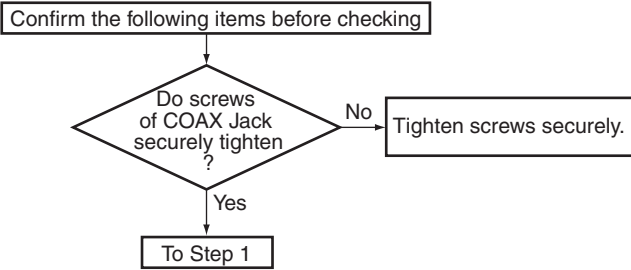 Confirm the following items before checking
Do screws
of COAX Jack
securely tighten
?
No
Tighten screws securely.
Yes
To Step 1